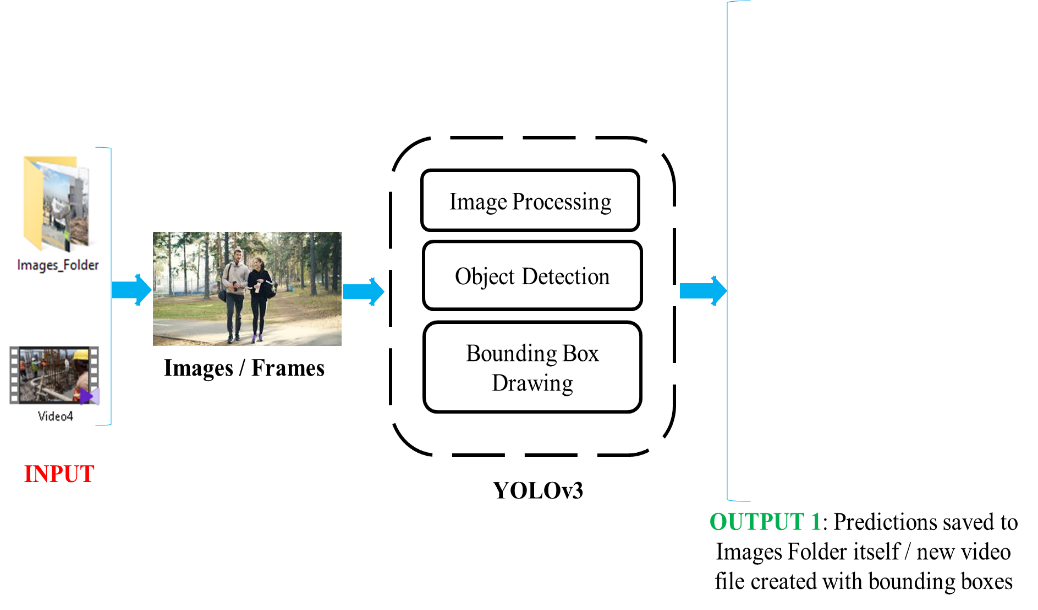 Images_Folder
Video4
INPUT
Images / Frames
Image Processing
Object Detection
Bounding Box
Drawing
YOLOv3
OUTPUT 1: Predictions saved to
Images Folder itself / new video
file created with bounding boxes